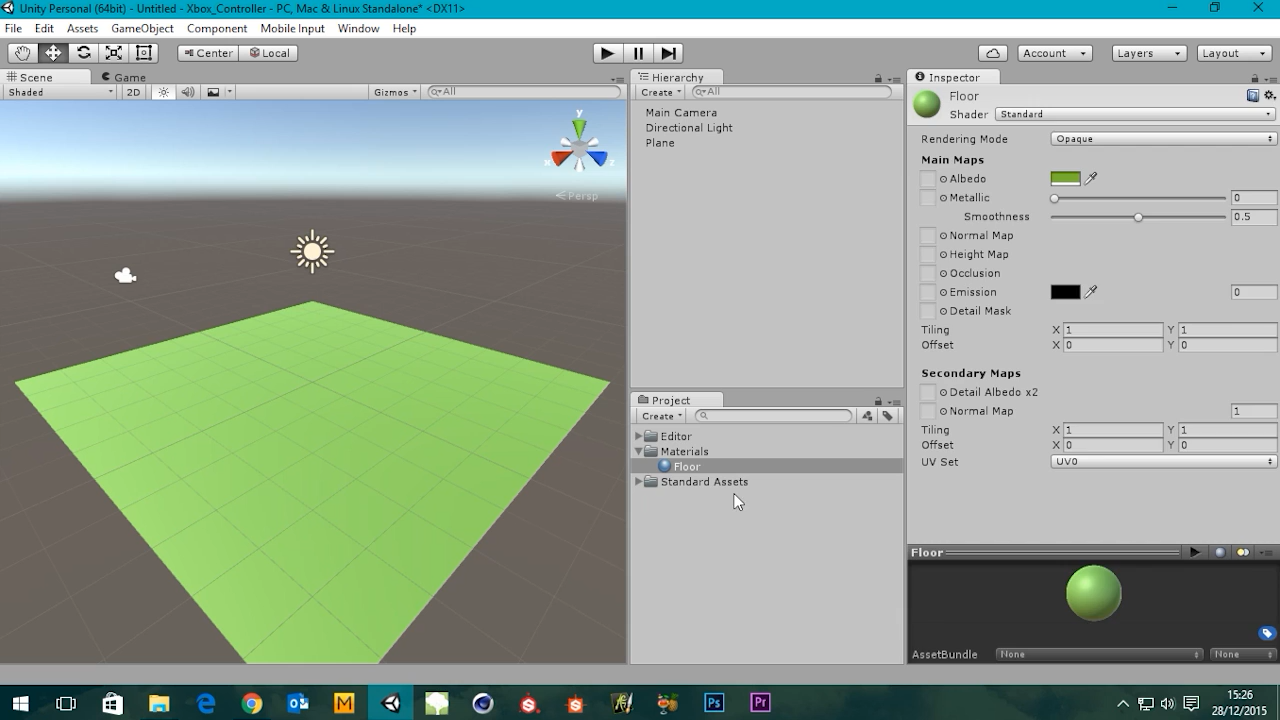 Unity Personal (64bit) - Untitled - Xbox_Controller - PC, Mac & Linux Standalone* <DX11>
File Edit Assets GameObject Component Mobile Input Window Help
Center Local Account Layers Layout
Scene Game Hierarchy Inspector
Shaded 2D Gizmos All Create All
Floor
Shader Standard
Main Camera
Directional Light
Plane
y
x z
Persp
Rendering Mode Opaque
Main Maps
Albedo
Metallic 0
Smoothness 0.5
Normal Map
Height Map
Occlusion
Emission 0
Detail Mask
Tiling X 1 Y 1
Offset X 0 Y 0
Secondary Maps
Detail Albedo x2
Normal Map 1
Tiling X 1 Y 1
Offset X 0 Y 0
UV Set UV0
Project
Create
Editor
Materials
Floor
Standard Assets
Floor
AssetBundle None None
M Ps Pr
15:26
28/12/2015